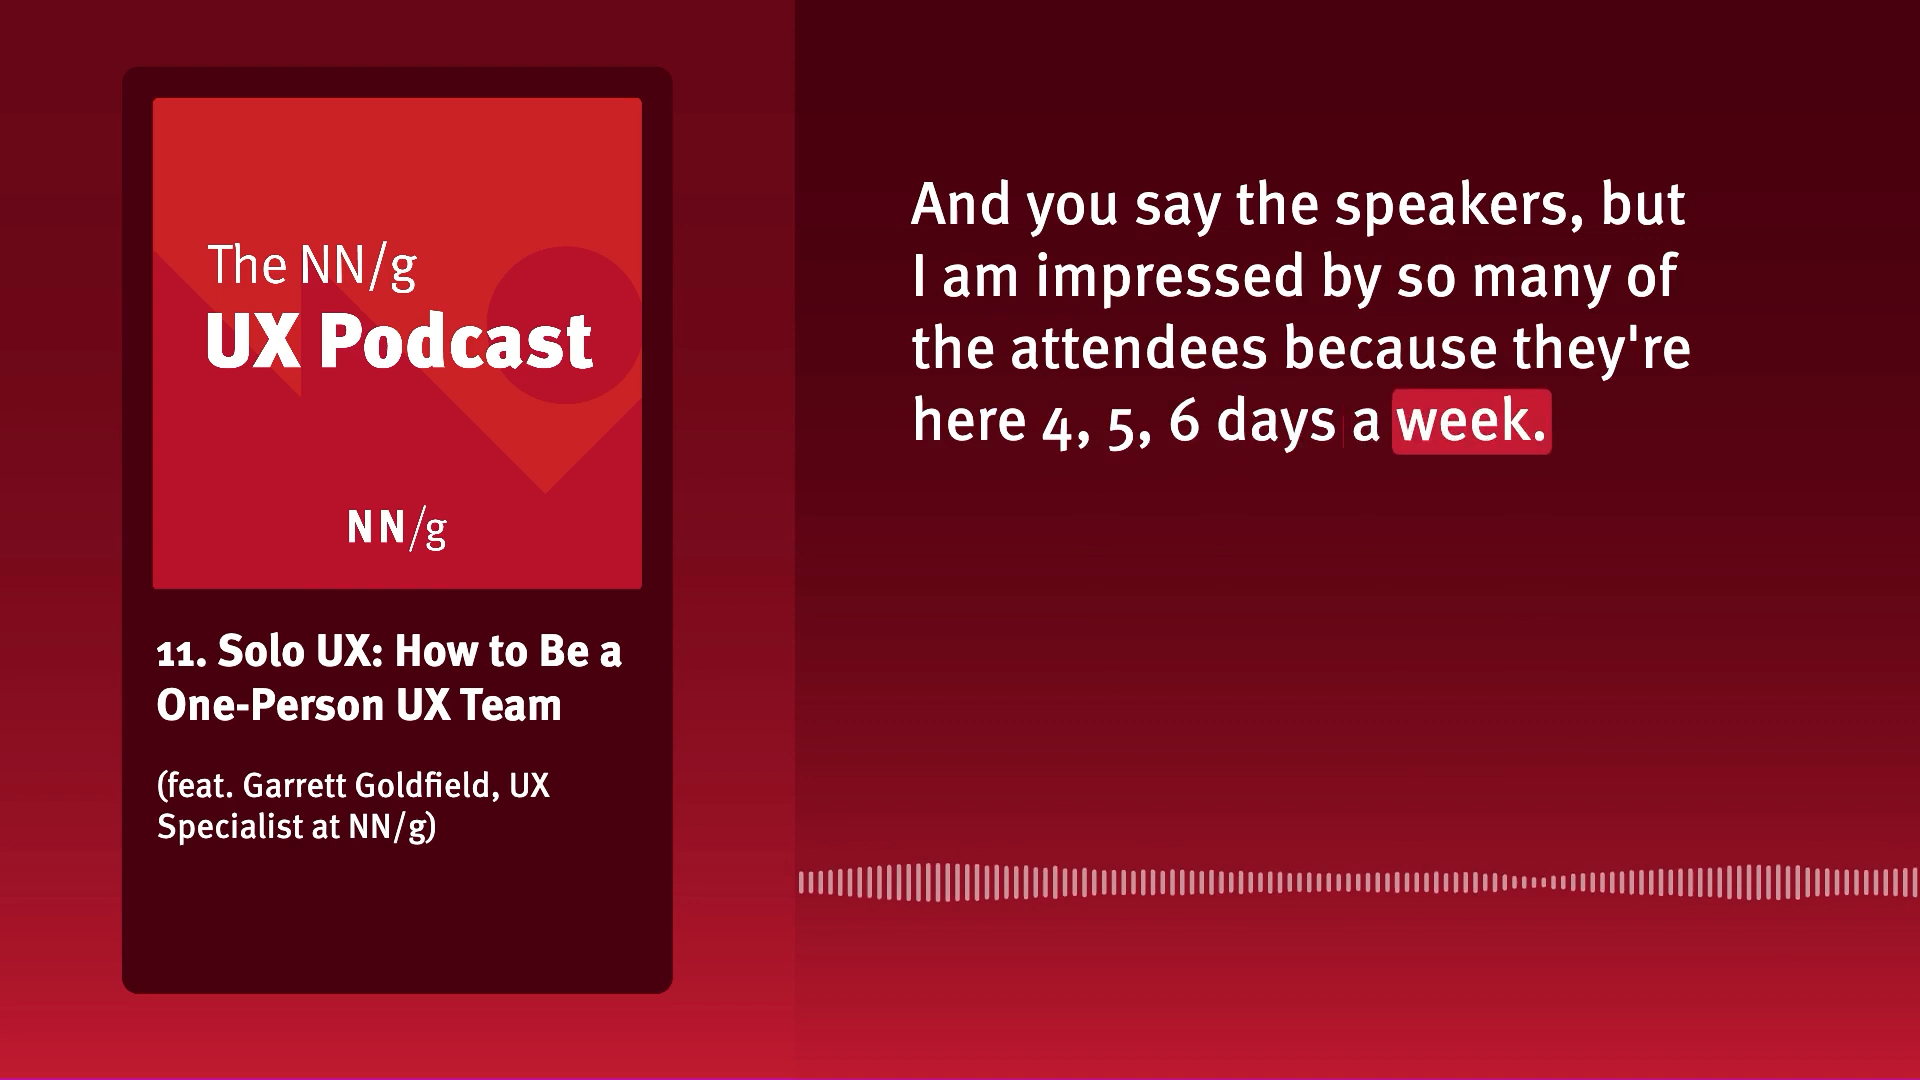 The NN/g
UX Podcast
NN/g
11. Solo UX: How to Be a
One-Person UX Team
(feat. Garrett Goldfield, UX
Specialist at NN/g)
And you say the speakers, but
I am impressed by so many of
the attendees because they're
here 4, 5, 6 days a week.